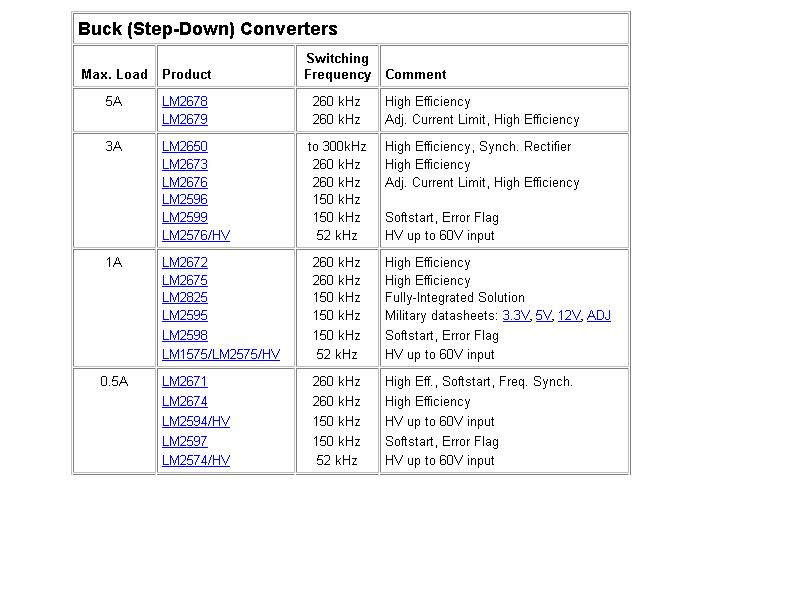 Buck (Step-Down) Converters
Max. Load Product Switching Frequency Comment
5A LM2678 260 kHz High Efficiency
LM2679 260 kHz Adj. Current Limit, High Efficiency
3A LM2650 to 300kHz High Efficiency, Synch. Rectifier
LM2673 260 kHz High Efficiency
LM2676 260 kHz Adj. Current Limit, High Efficiency
LM2596 150 kHz
LM2599 150 kHz Softstart, Error Flag
LM2576/HV 52 kHz HV up to 60V input
1A LM2672 260 kHz High Efficiency
LM2675 260 kHz High Efficiency
LM2825 150 kHz Fully-Integrated Solution
LM2595 150 kHz Military datasheets: 3.3V, 5V, 12V, ADJ
LM2598 150 kHz Softstart, Error Flag
LM1575/LM2575/HV 52 kHz HV up to 60V input
0.5A LM2671 260 kHz High Eff., Softstart, Freq. Synch.
LM2674 260 kHz High Efficiency
LM2594/HV 150 kHz HV up to 60V input
LM2597 150 kHz Softstart, Error Flag
LM2574/HV 52 kHz HV up to 60V input